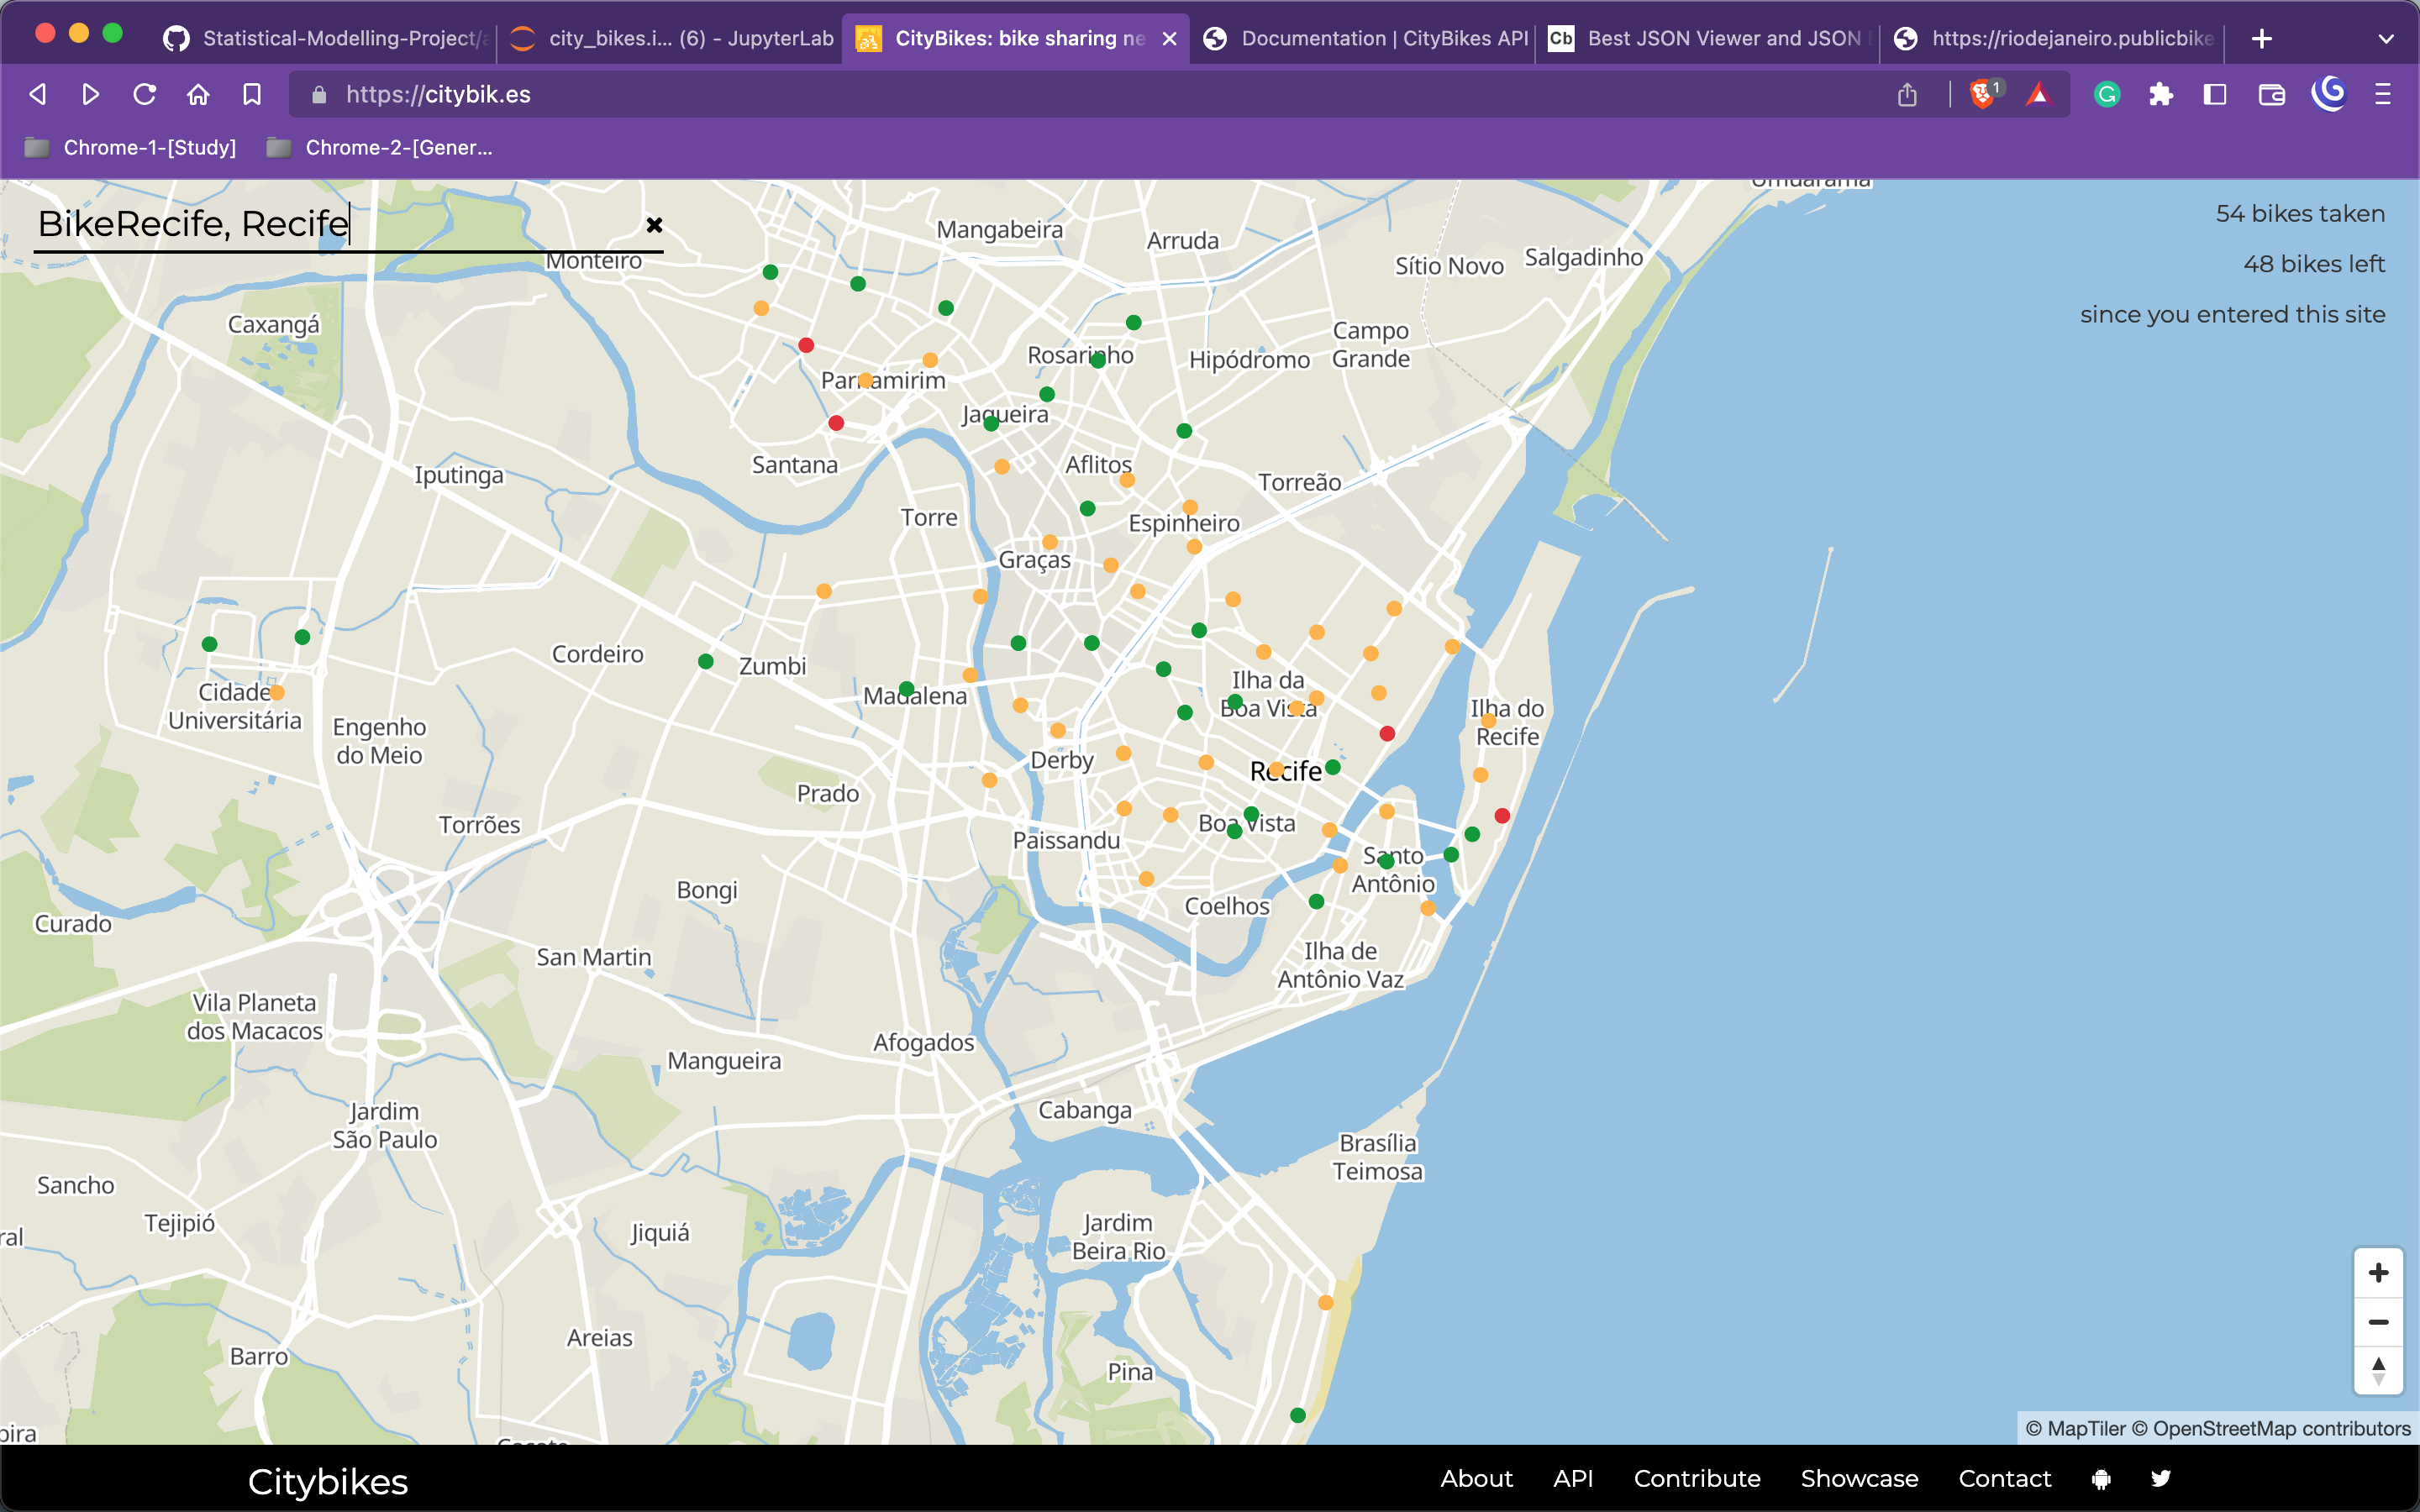 Statistical-Modelling-Project/a
city_bikes.i... (6) - JupyterLab
CityBikes: bike sharing ne
Documentation | CityBikes API
Cb
Best JSON Viewer and JSON
https://riodejaneiro.publicbike
https://citybik.es
1
Chrome-1-[Study]
Chrome-2-[Gener...
BikeRecife, Recife
54 bikes taken
48 bikes left
since you entered this site
Mangabeira
Arruda
Monteiro
Sítio Novo
Salgadinho
Caxangá
Campo
Grande
Rosarinho
Hipódromo
Parnamirim
Jaqueira
Santana
Aflitos
Iputinga
Torreão
Torre
Espinheiro
Graças
Cordeiro
Zumbi
Madalena
Ilha da
Boa Vista
Cidade
Universitária
Engenho
do Meio
Ilha do
Recife
Derby
Recife
Prado
Torrões
Paissandu
Boa Vista
Santo
Antônio
Bongi
Coelhos
Curado
San Martin
Ilha de
Antônio Vaz
Vila Planeta
dos Macacos
Afogados
Mangueira
Jardim
São Paulo
Cabanga
Brasília
Teimosa
Sancho
Tejipió
Jiquiá
Jardim
Beira Rio
ral
Areias
Barro
Pina
© MapTiler © OpenStreetMap contributors
Citybikes
About
API
Contribute
Showcase
Contact